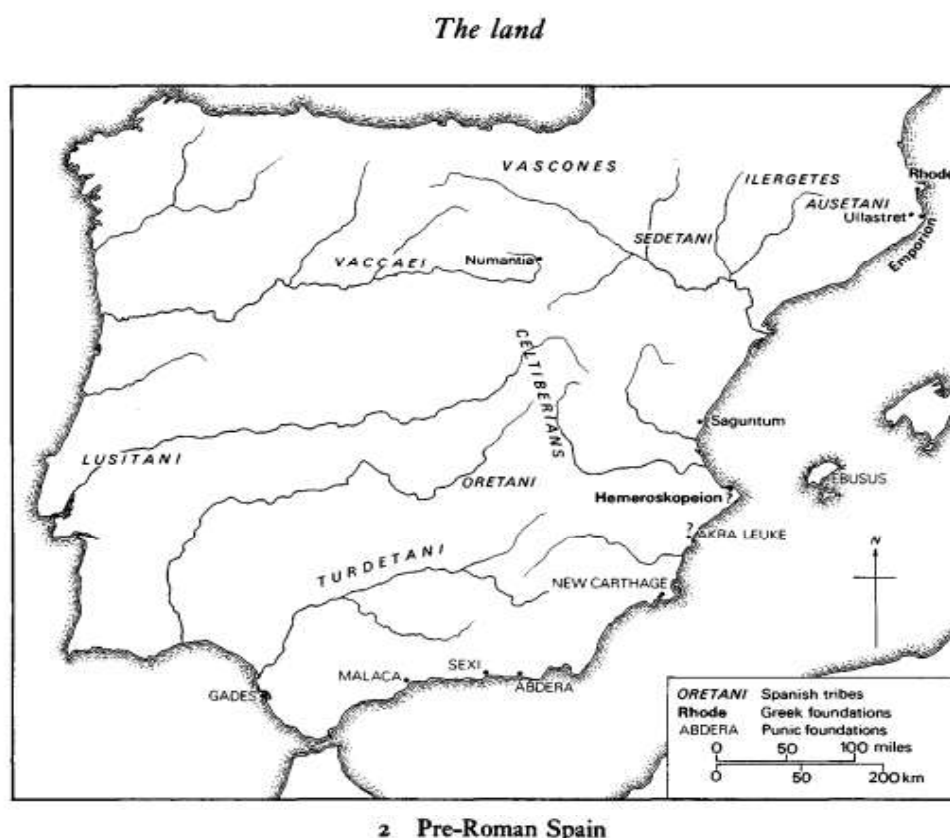 The land
VASCONES
ILERGETES
Rhode
AUSETANI
Ullastret
SEDETANI
Emporion
VACCAEI
Numantia
CELTIBERIANS
Saguntum
LUSITANI
ORETANI
EBUSUS
Hemeroskopeion ?
?
AKRA LEUKE
TURDETANI
N
NEW CARTHAGE
SEXI
MALACA
ABDERA
GADES
ORETANI Spanish tribes
Rhode Greek foundations
ABDERA Punic foundations
0 50 100 miles
0 50 200 km
2 Pre-Roman Spain